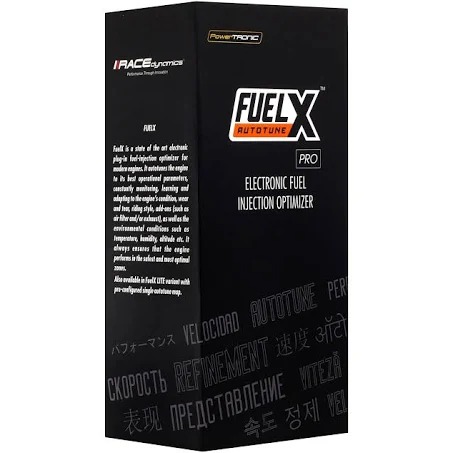 RACEdynamics
Performance Through Innovation
FUELX
FuelX is a state of the art electronic
plug-in fuel-injection optimizer for
modern engines. It autotunes the engine
to its best operational parameters,
constantly monitoring, learning and
adapting to the engine's condition, wear
and tear, riding style, add-ons (such as
air filter and/or exhaust), as well as the
environmental conditions such as
temperature, humidity, altitude etc. It
always ensures that the engine
performs in the select and most optimal
zones.
Also available in FuelX LITE variant with
pre-configured single autotune map.
PowerTRONIC
FUELX™
AUTOTUNE
PRO
ELECTRONIC FUEL
INJECTION OPTIMIZER
パフォーマンス VELOCIDAD AUTOTUNE PER
СКОРОСТЬ REFINEMENT 速度 ऑटो
表現 ПРЕДСТАВЛЕНИЕ VITEZĂ
속도 정제 VEL